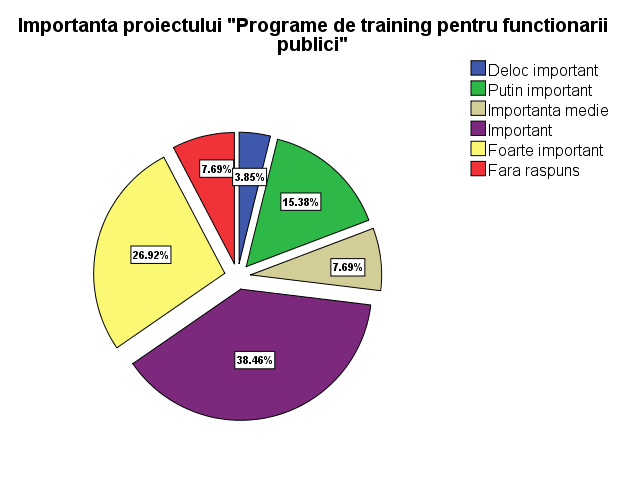 Importanta proiectului "Programe de training pentru functionarii
publici"
Deloc important
Putin important
Importanta medie
Important
Foarte important
Fara raspuns
7.69%
3.85%
15.38%
26.92%
7.69%
38.46%